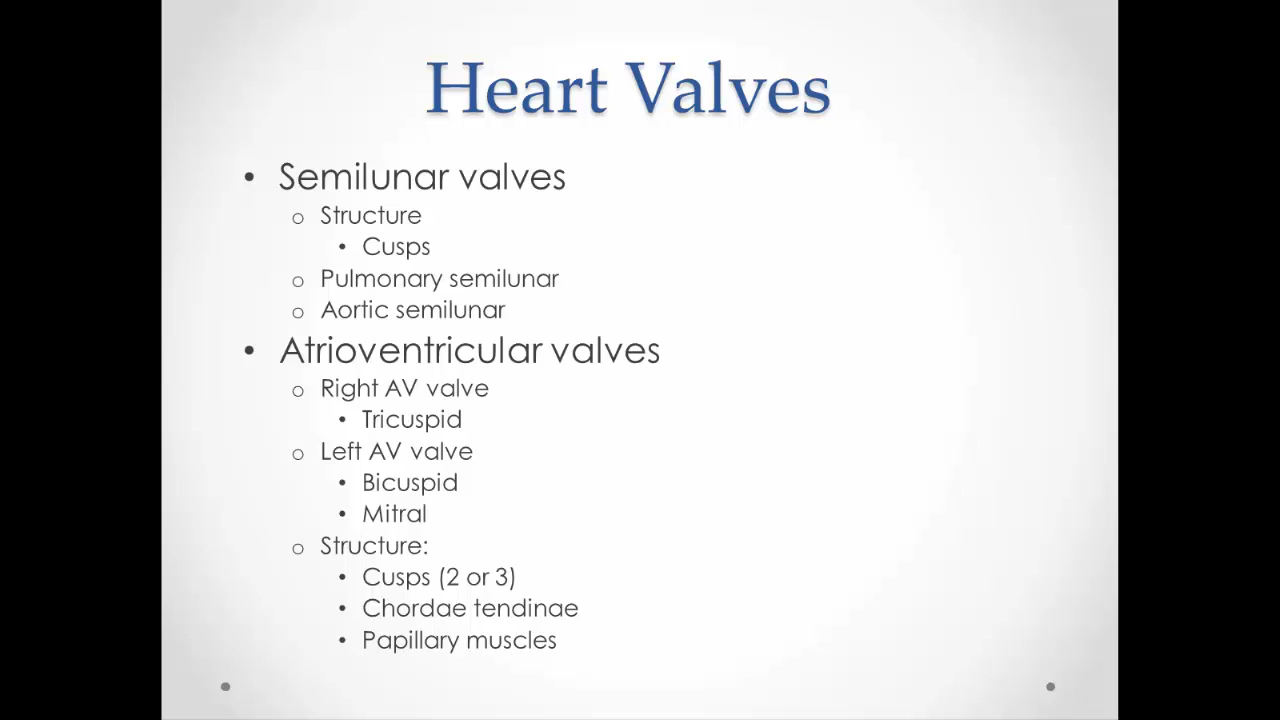 Heart Valves
• Semilunar valves
o Structure
• Cusps
o Pulmonary semilunar
o Aortic semilunar
• Atrioventricular valves
o Right AV valve
• Tricuspid
o Left AV valve
• Bicuspid
• Mitral
o Structure:
• Cusps (2 or 3)
• Chordae tendinae
• Papillary muscles